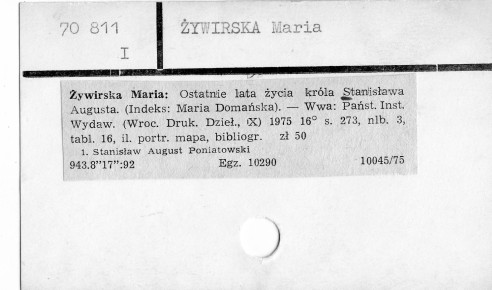 70 811 ŻYWIRSKA Maria
I
Żywirska Maria: Ostatnie lata życia króla Stanisława
Augusta. (Indeks: Maria Domańska). — Wwa: Państ. Inst.
Wydaw. (Wroc. Druk. Dzieł., (X) 1975 16° s. 273, nlb. 3,
tabl. 16, il. portr. mapa, bibliogr. zł 50
1. Stanisław August Poniatowski
943.8"17":92 Egz. 10290 10045/75